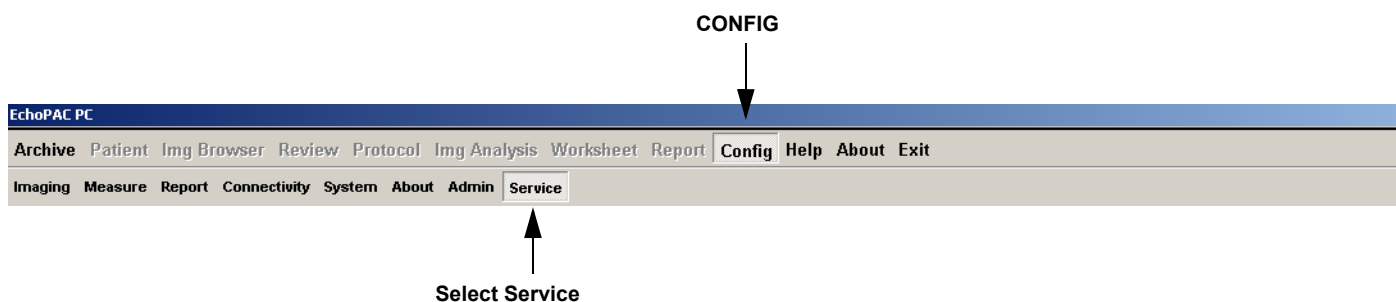 CONFIG
EchoPAC PC
Archive Patient Img Browser Review Protocol Img Analysis Worksheet Report Config Help About Exit
Imaging Measure Report Connectivity System About Admin Service
Select Service